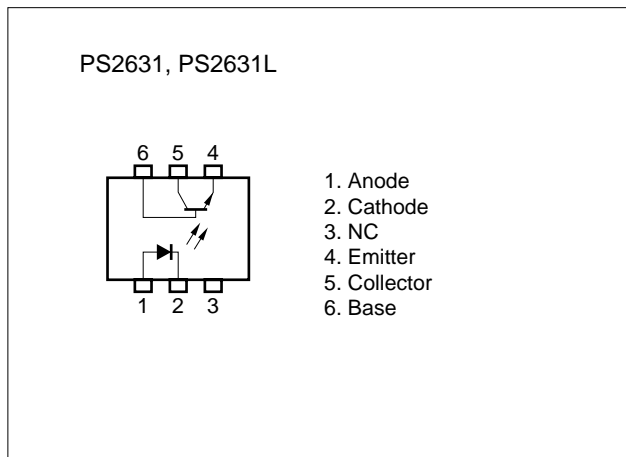 PS2631, PS2631L
6 5 4
1 2 3
1. Anode
2. Cathode
3. NC
4. Emitter
5. Collector
6. Base